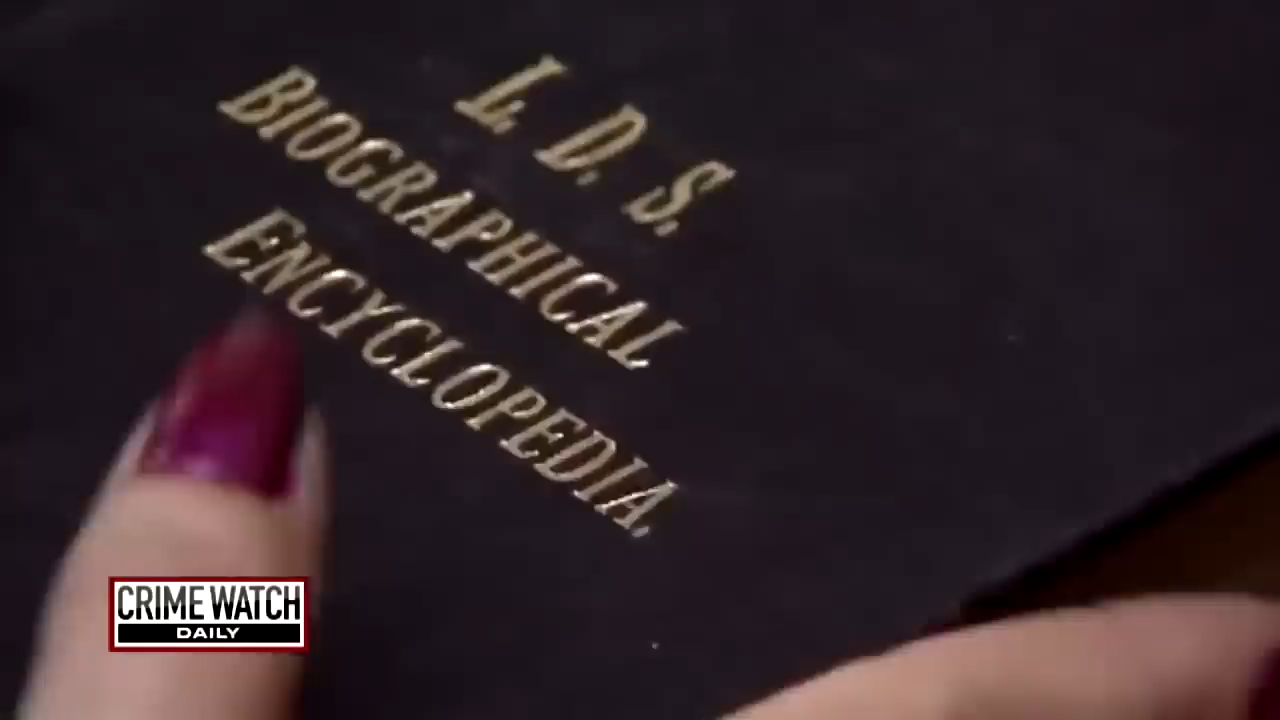 L. D. S.
BIOGRAPHICAL
ENCYCLOPEDIA.
CRIME WATCH
DAILY